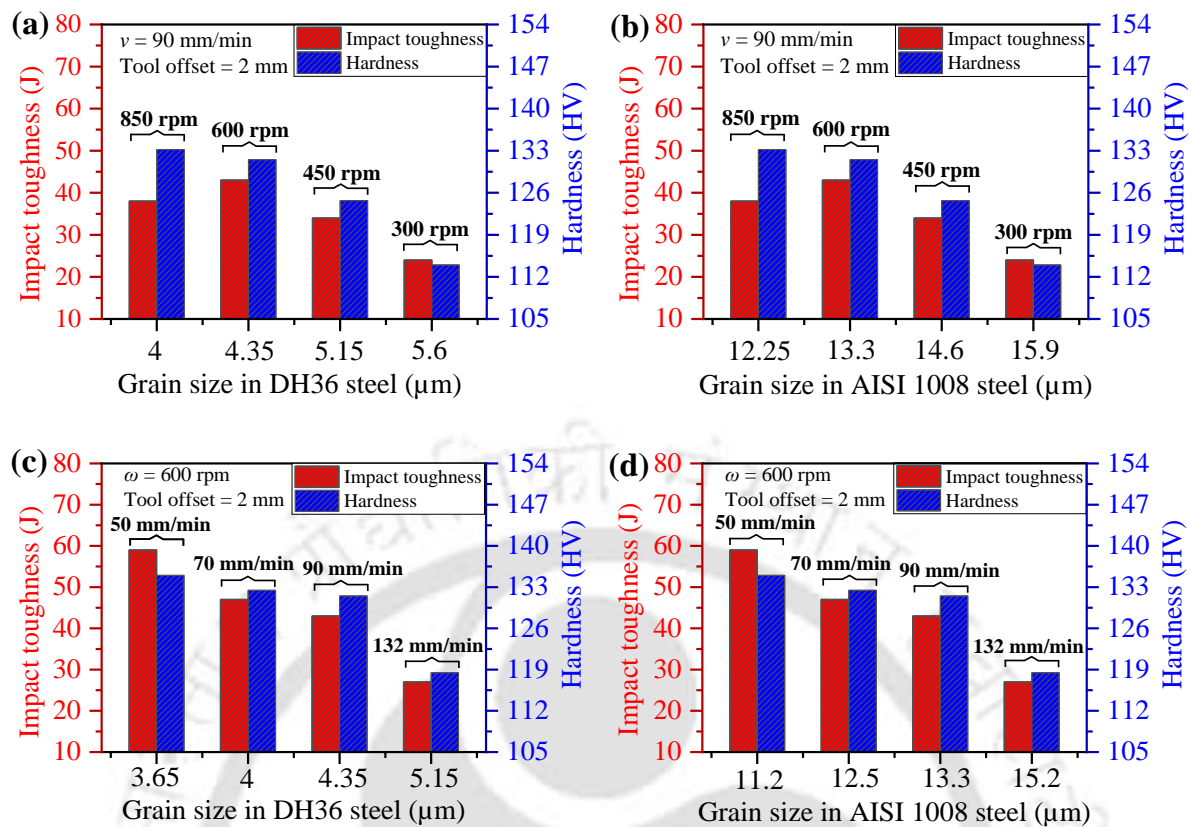 (a)
v = 90 mm/min
Tool offset = 2 mm
Impact toughness
Hardness
850 rpm
600 rpm
450 rpm
300 rpm
Impact toughness (J)
80
70
60
50
40
30
20
10
Hardness (HV)
154
147
140
133
126
119
112
105
4 4.35 5.15 5.6
Grain size in DH36 steel (µm)
(b)
v = 90 mm/min
Tool offset = 2 mm
Impact toughness
Hardness
850 rpm
600 rpm
450 rpm
300 rpm
Impact toughness (J)
80
70
60
50
40
30
20
10
Hardness (HV)
154
147
140
133
126
119
112
105
12.25 13.3 14.6 15.9
Grain size in AISI 1008 steel (µm)
(c)
ω = 600 rpm
Tool offset = 2 mm
Impact toughness
Hardness
50 mm/min
70 mm/min
90 mm/min
132 mm/min
Impact toughness (J)
80
70
60
50
40
30
20
10
Hardness (HV)
154
147
140
133
126
119
112
105
3.65 4 4.35 5.15
Grain size in DH36 steel (µm)
(d)
ω = 600 rpm
Tool offset = 2 mm
Impact toughness
Hardness
50 mm/min
70 mm/min
90 mm/min
132 mm/min
Impact toughness (J)
80
70
60
50
40
30
20
10
Hardness (HV)
154
147
140
133
126
119
112
105
11.2 12.5 13.3 15.2
Grain size in AISI 1008 steel (µm)